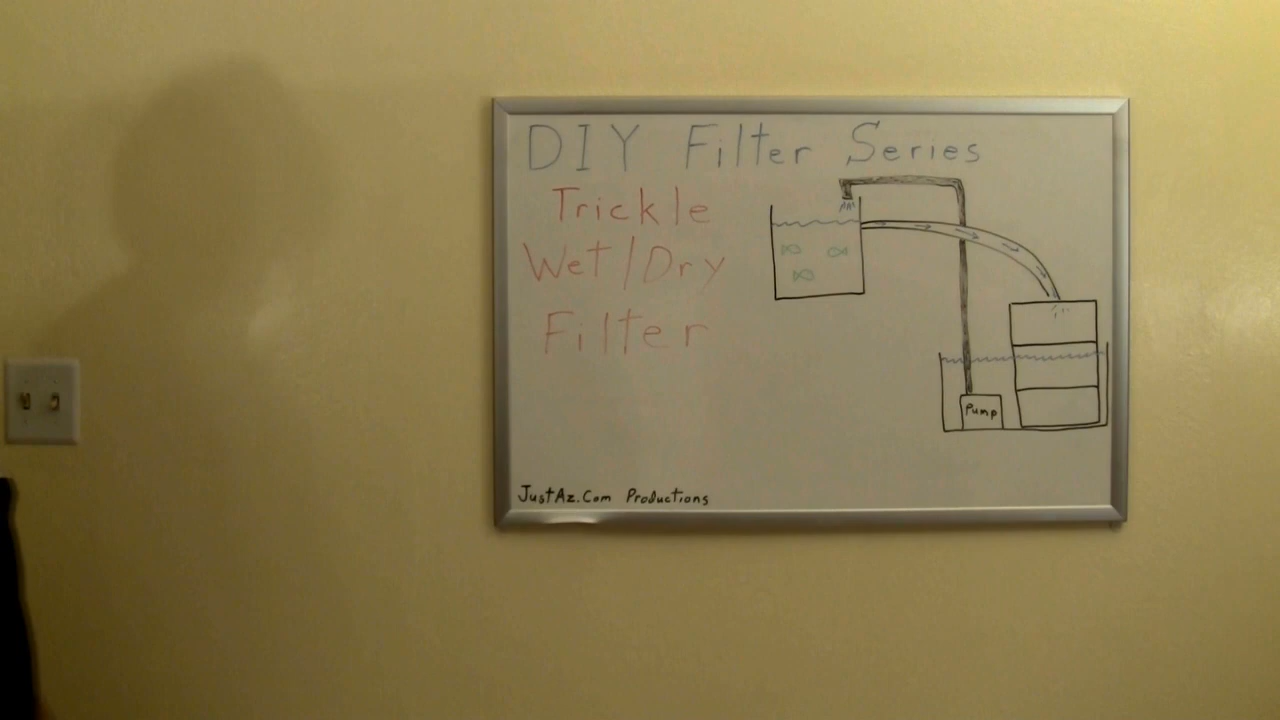 DIY Filter Series
Trickle
Wet/Dry
Filter
Pump
JustAz.Com Productions